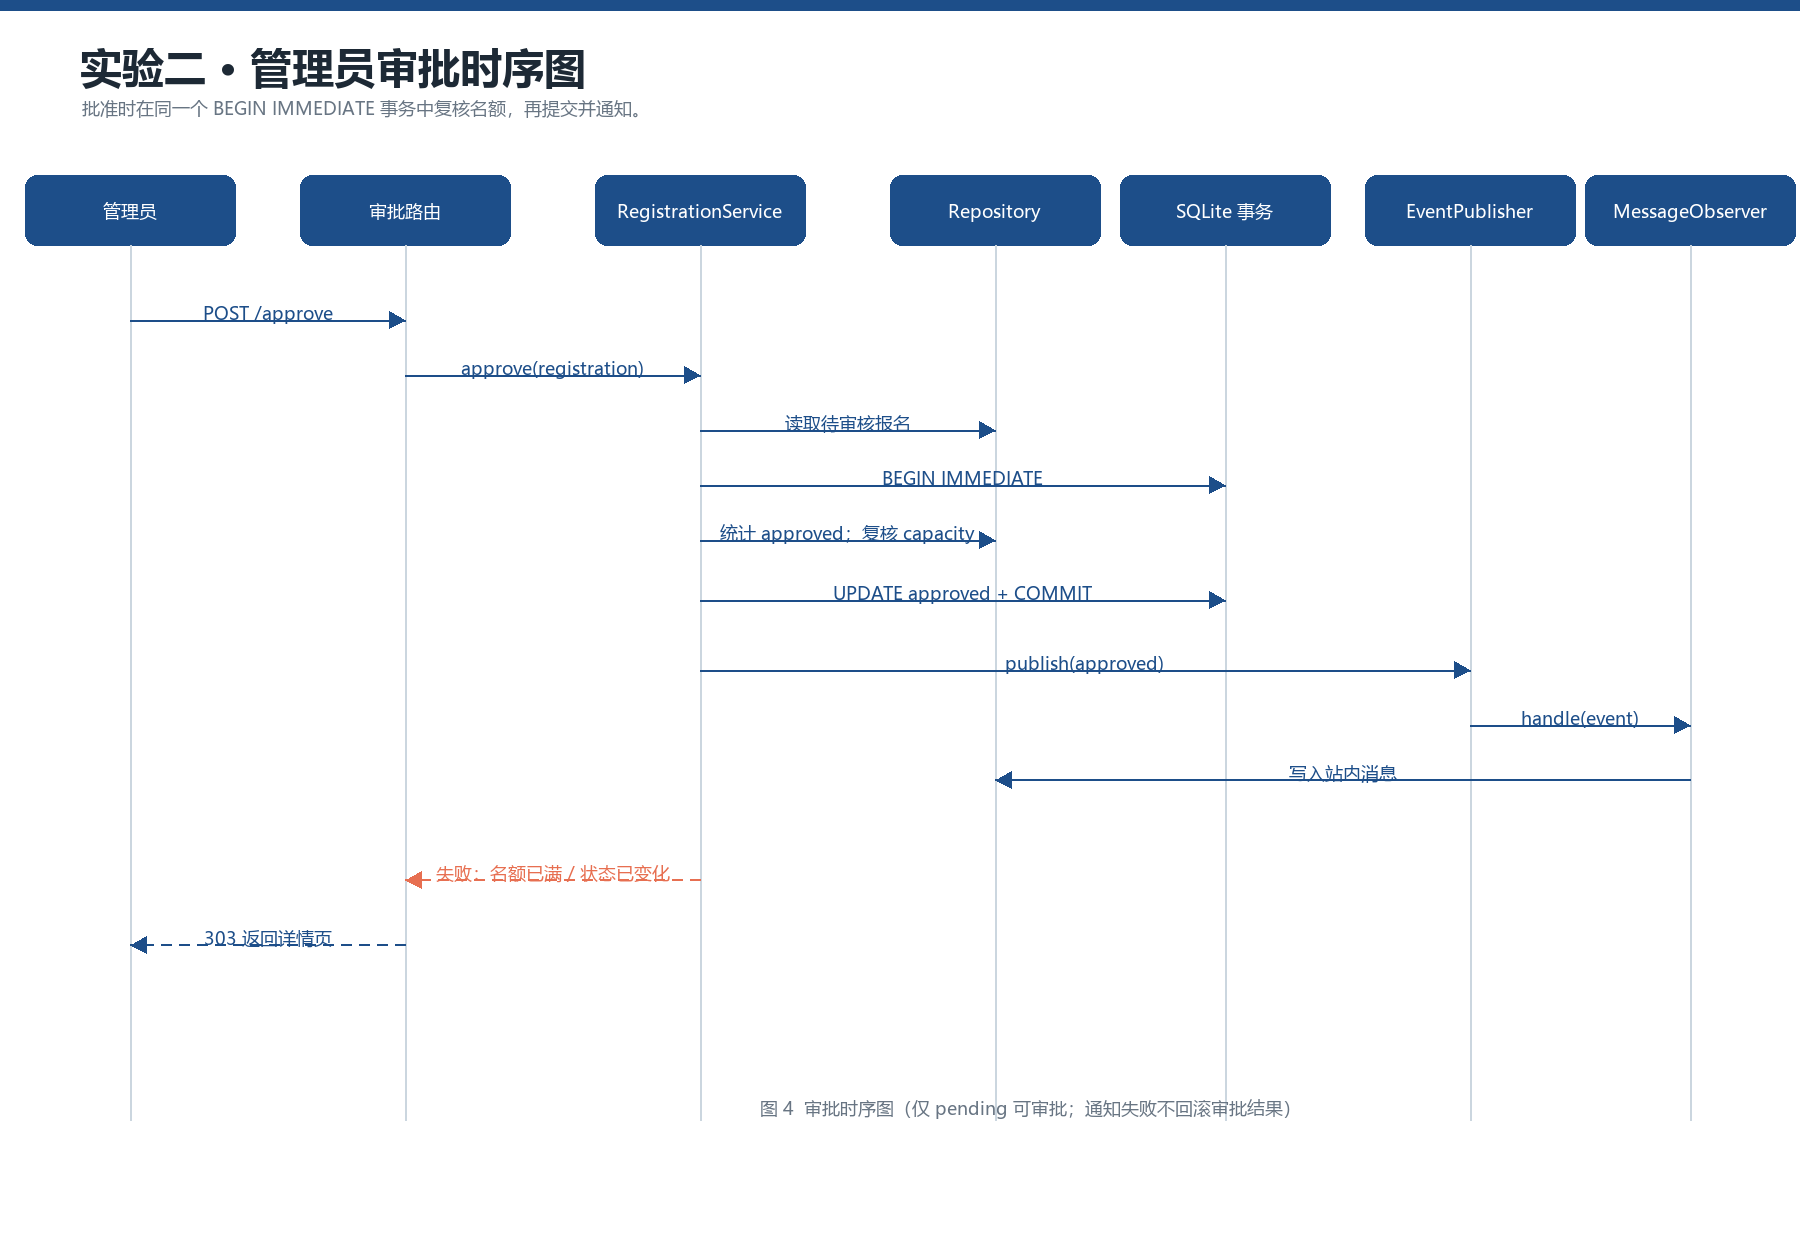 实验二・管理员审批时序图
批准时在同一个 BEGIN IMMEDIATE 事务中复核名额，再提交并通知。
管理员
审批路由
RegistrationService
Repository
SQLite 事务
EventPublisher
MessageObserver
POST /approve
approve(registration)
读取待审核报名
BEGIN IMMEDIATE
统计 approved；复核 capacity
UPDATE approved + COMMIT
publish(approved)
handle(event)
写入站内消息
失败：名额已满 / 状态已变化
303 返回详情页
图 4 审批时序图（仅 pending 可审批；通知失败不回滚审批结果）